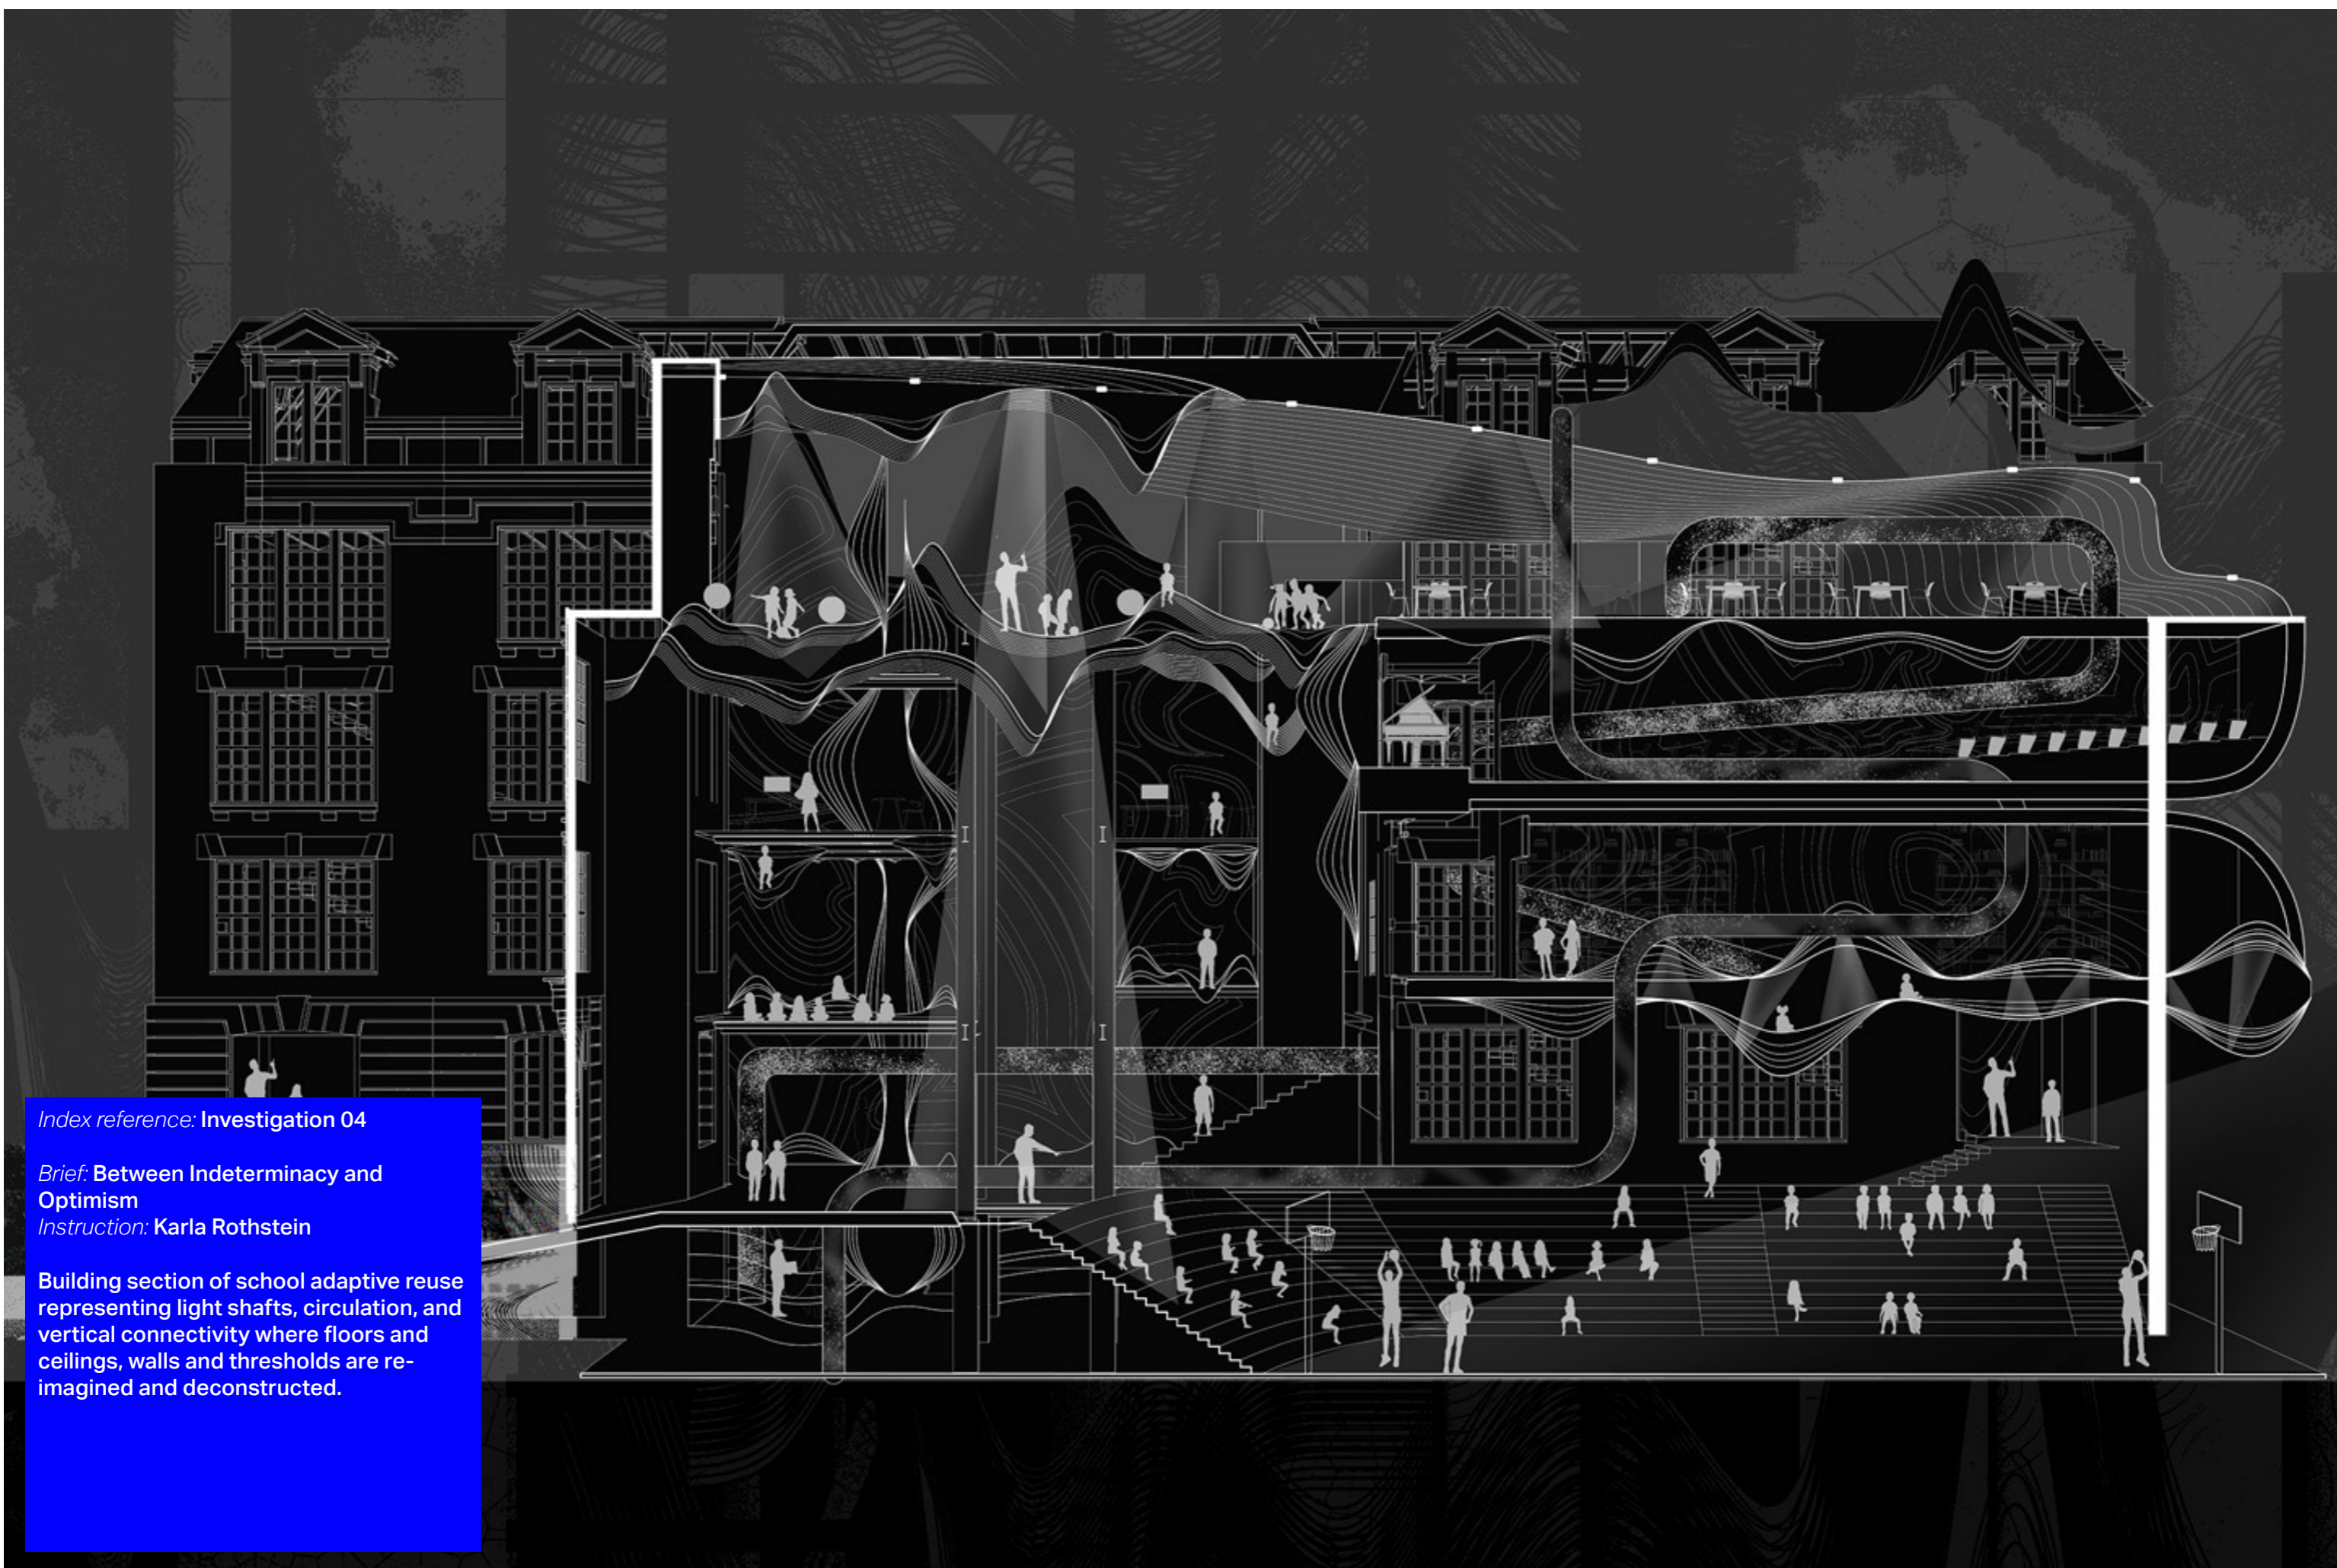 Index reference: Investigation 04
Brief: Between Indeterminacy and
Optimism
Instruction: Karla Rothstein
Building section of school adaptive reuse
representing light shafts, circulation, and
vertical connectivity where floors and
ceilings, walls and thresholds are re-
imagined and deconstructed.